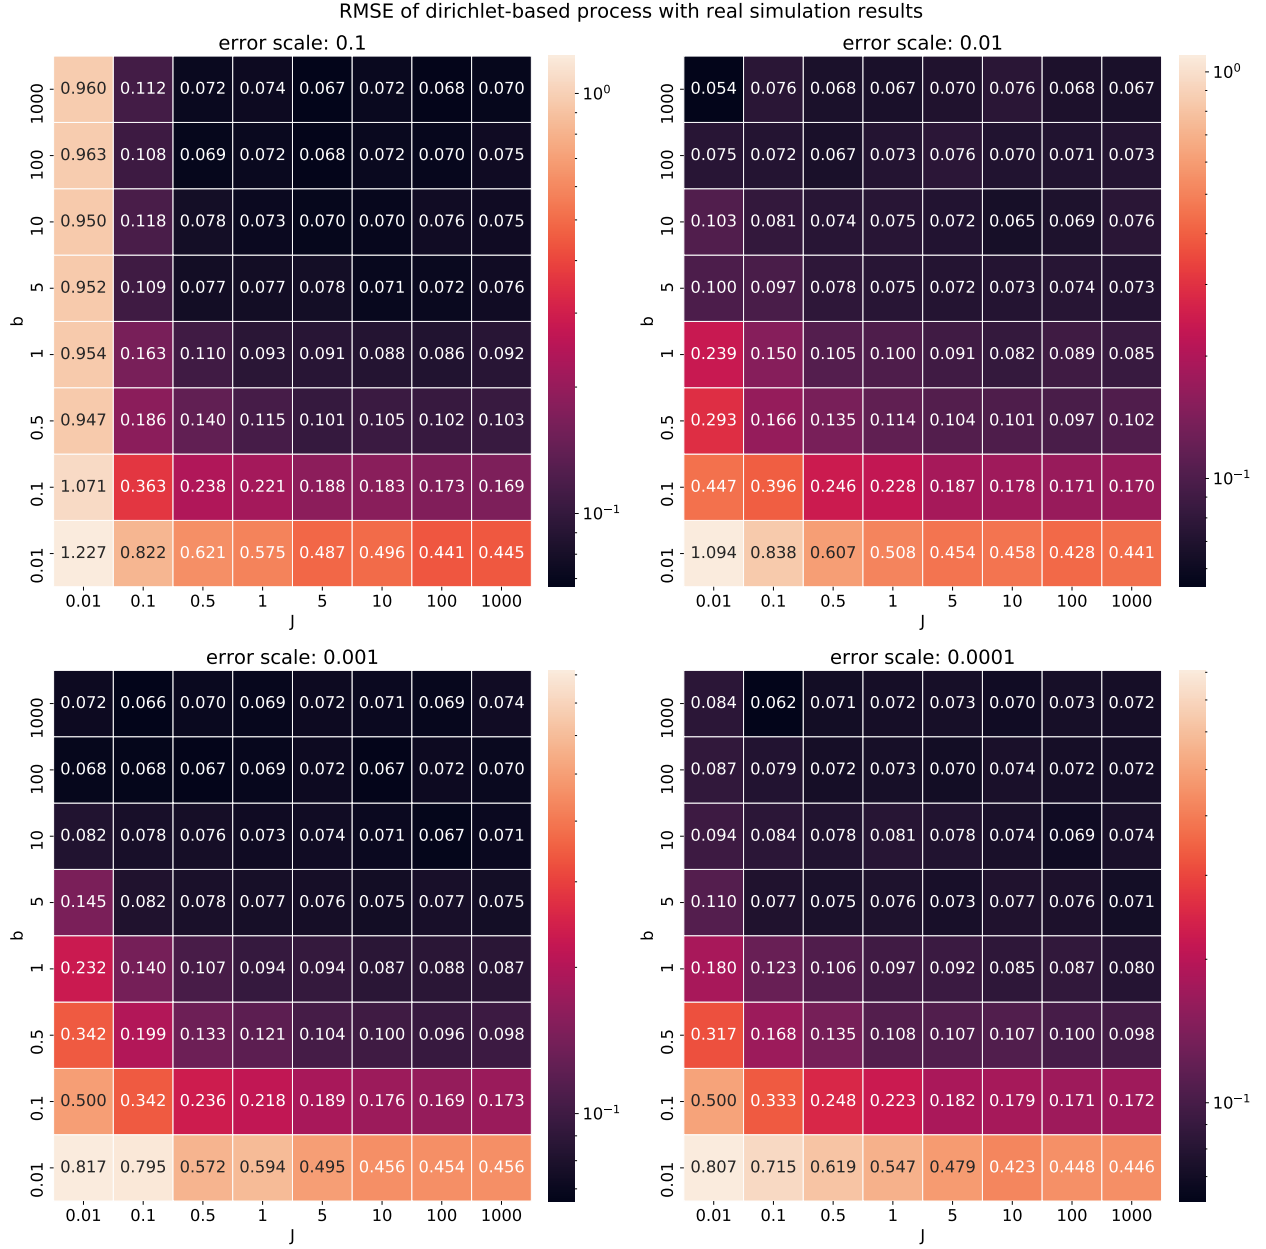 RMSE of dirichlet-based process with real simulation results
error scale: 0.1
1000 0.960 0.112 0.072 0.074 0.067 0.072 0.068 0.070
100 0.963 0.108 0.069 0.072 0.068 0.072 0.070 0.075
10 0.950 0.118 0.078 0.073 0.070 0.070 0.076 0.075
5 0.952 0.109 0.077 0.077 0.078 0.071 0.072 0.076
1 0.954 0.163 0.110 0.093 0.091 0.088 0.086 0.092
0.5 0.947 0.186 0.140 0.115 0.101 0.105 0.102 0.103
0.1 1.071 0.363 0.238 0.221 0.188 0.183 0.173 0.169
0.01 1.227 0.822 0.621 0.575 0.487 0.496 0.441 0.445
0.01 0.1 0.5 1 5 10 100 1000
J
b
10⁰
10⁻¹
error scale: 0.01
1000 0.054 0.076 0.068 0.067 0.070 0.076 0.068 0.067
100 0.075 0.072 0.067 0.073 0.076 0.070 0.071 0.073
10 0.103 0.081 0.074 0.075 0.072 0.065 0.069 0.076
5 0.100 0.097 0.078 0.075 0.072 0.073 0.074 0.073
1 0.239 0.150 0.105 0.100 0.091 0.082 0.089 0.085
0.5 0.293 0.166 0.135 0.114 0.104 0.101 0.097 0.102
0.1 0.447 0.396 0.246 0.228 0.187 0.178 0.171 0.170
0.01 1.094 0.838 0.607 0.508 0.454 0.458 0.428 0.441
0.01 0.1 0.5 1 5 10 100 1000
J
b
10⁰
10⁻¹
error scale: 0.001
1000 0.072 0.066 0.070 0.069 0.072 0.071 0.069 0.074
100 0.068 0.068 0.067 0.069 0.072 0.067 0.072 0.070
10 0.082 0.078 0.076 0.073 0.074 0.071 0.067 0.071
5 0.145 0.082 0.078 0.077 0.076 0.075 0.077 0.075
1 0.232 0.140 0.107 0.094 0.094 0.087 0.088 0.087
0.5 0.342 0.199 0.133 0.121 0.104 0.100 0.096 0.098
0.1 0.500 0.342 0.236 0.218 0.189 0.176 0.169 0.173
0.01 0.817 0.795 0.572 0.594 0.495 0.456 0.454 0.456
0.01 0.1 0.5 1 5 10 100 1000
J
b
10⁻¹
error scale: 0.0001
1000 0.084 0.062 0.071 0.072 0.073 0.070 0.073 0.072
100 0.087 0.079 0.072 0.073 0.070 0.074 0.072 0.072
10 0.094 0.084 0.078 0.081 0.078 0.074 0.069 0.074
5 0.110 0.077 0.075 0.076 0.073 0.077 0.076 0.071
1 0.180 0.123 0.106 0.097 0.092 0.085 0.087 0.080
0.5 0.317 0.168 0.135 0.108 0.107 0.107 0.100 0.098
0.1 0.500 0.333 0.248 0.223 0.182 0.179 0.171 0.172
0.01 0.807 0.715 0.619 0.547 0.479 0.423 0.448 0.446
0.01 0.1 0.5 1 5 10 100 1000
J
b
10⁻¹